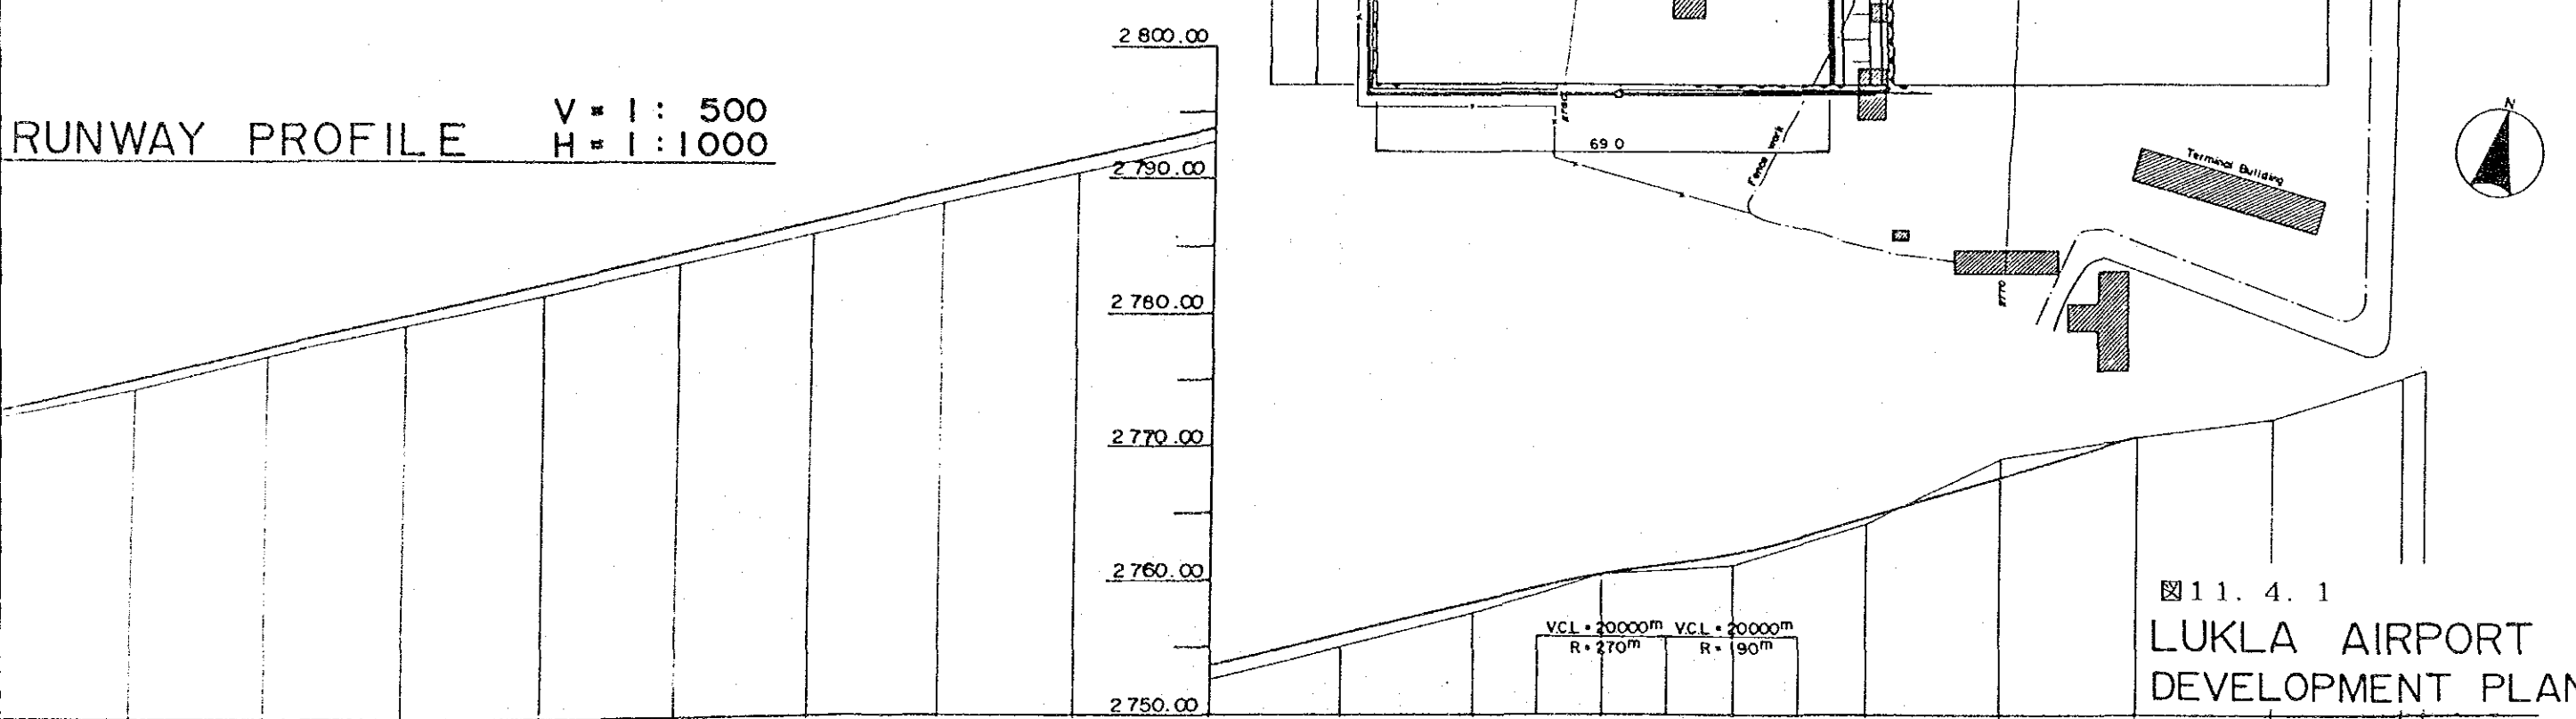 RUNWAY PROFILE
V = 1 : 500
H = 1 : 1000
2 800.00
2 790.00
2 780.00
2 770.00
2 760.00
2 750.00
69 0
Fence work
Terminal Building
N
V.C.L = 20000m
R = 270m
V.C.L = 20000m
R = 190m
図11. 4. 1
LUKLA AIRPORT
DEVELOPMENT PLAN